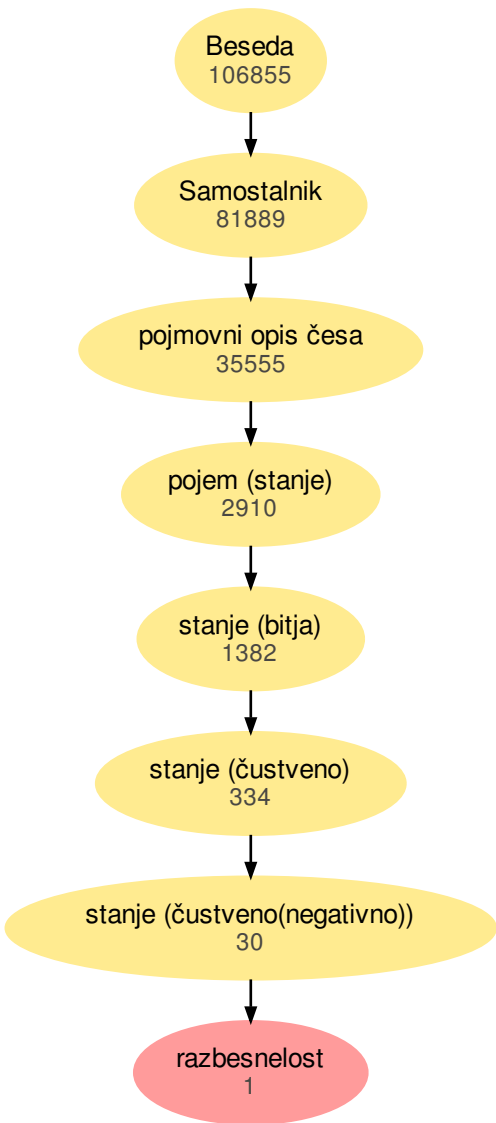 Beseda
106855
Samostalnik
81889
pojmovni opis česa
35555
pojem (stanje)
2910
stanje (bitja)
1382
stanje (čustveno)
334
stanje (čustveno(negativno))
30
razbesnelost
1